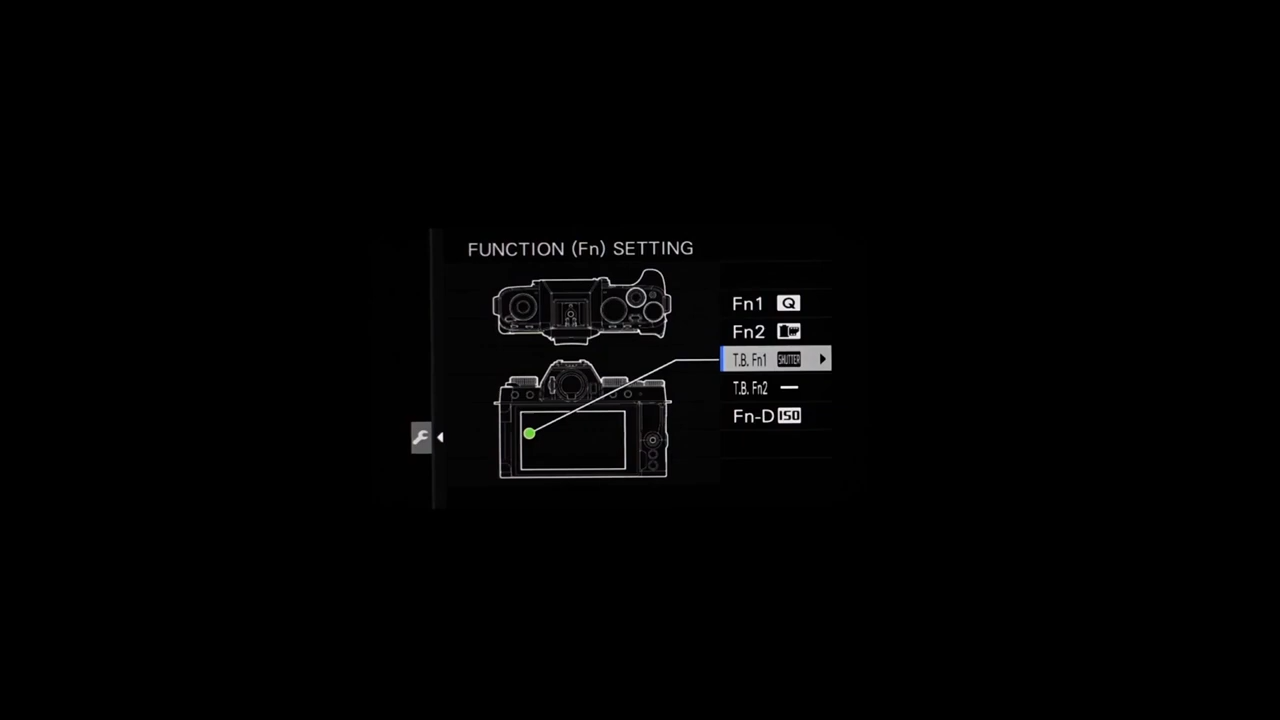 FUNCTION (Fn) SETTING
Fn1 Q
Fn2
T.B. Fn1 SHUTTER
T.B. Fn2 —
Fn-D ISO